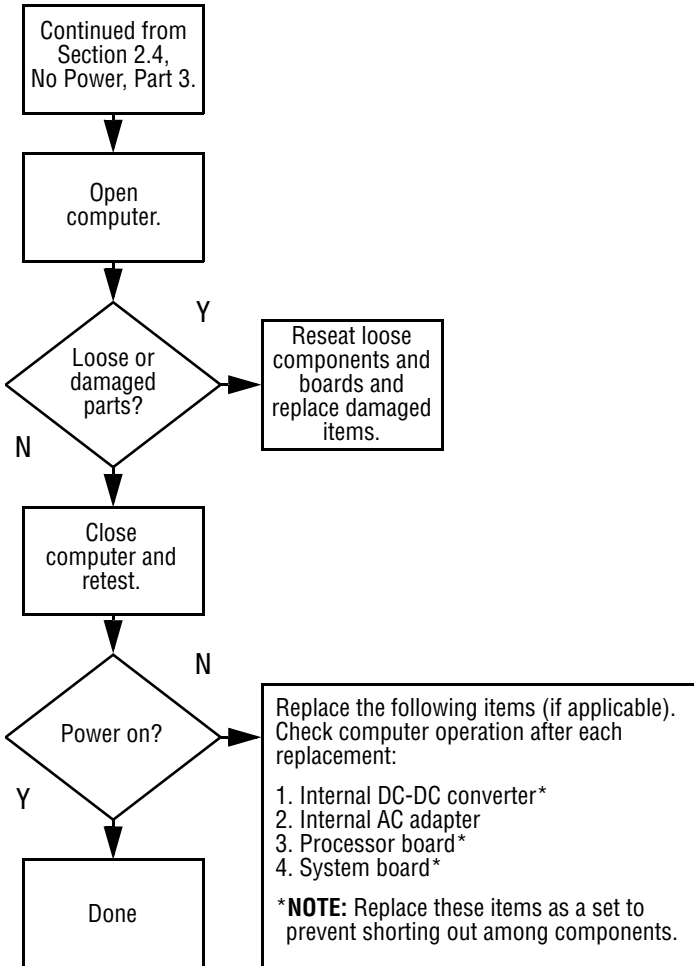 Continued from
Section 2.4,
No Power, Part 3.
Open
computer.
Y
Loose or
damaged
parts?
Reseat loose
components and
boards and
replace damaged
items.
N
Close
computer and
retest.
N
Power on?
Replace the following items (if applicable).
Check computer operation after each
replacement:
1. Internal DC-DC converter*
2. Internal AC adapter
3. Processor board*
4. System board*
*NOTE: Replace these items as a set to
prevent shorting out among components.
Y
Done